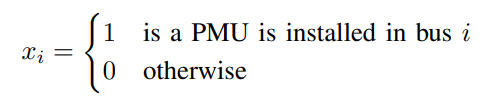 x_i = { 1 is a PMU is installed in bus i
0 otherwise